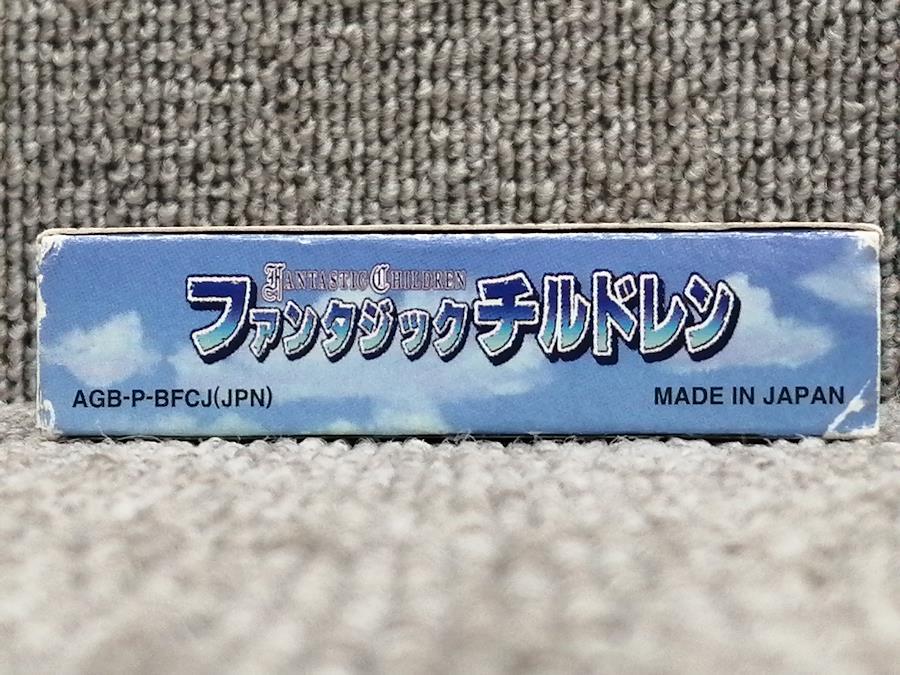 FANTASTIC CHILDREN
ファンタジックチルドレン
AGB-P-BFCJ(JPN)
MADE IN JAPAN